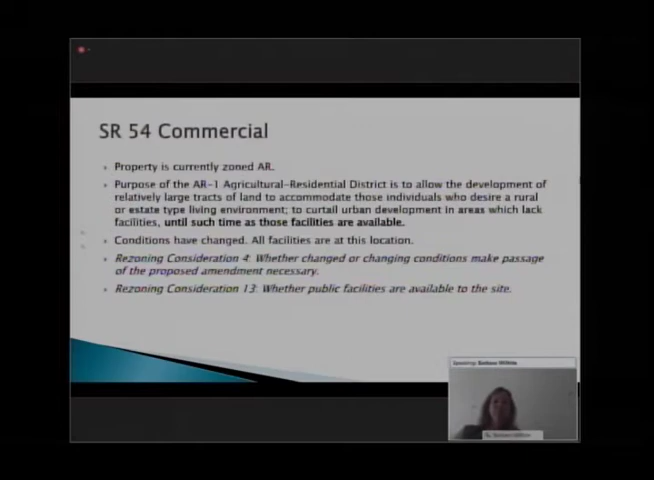 SR 54 Commercial
Property is currently zoned AR.
Purpose of the AR-1 Agricultural-Residential District is to allow the development of
relatively large tracts of land to accommodate those individuals who desire a rural
or estate type living environment; to curtail urban development in areas which lack
facilities, until such time as those facilities are available.
Conditions have changed. All facilities are at this location.
Rezoning Consideration 4: Whether changed or changing conditions make passage
of the proposed amendment necessary.
Rezoning Consideration 13: Whether public facilities are available to the site.
Speaking: